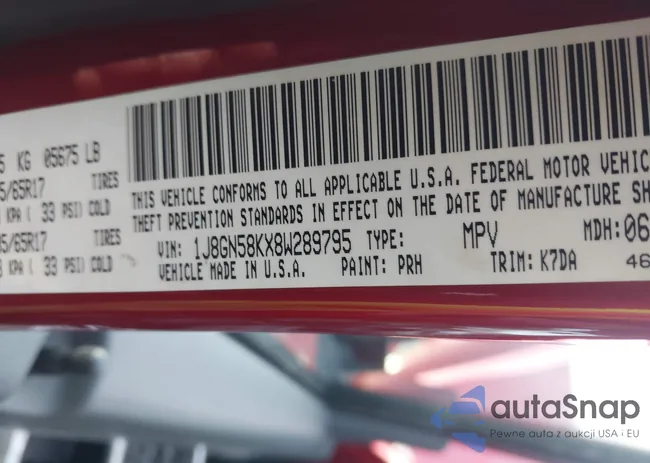 KG 05675 LB
5/65R17 TIRES
KPA ( 33 PSI) COLD
5/65R17 TIRES
KPA ( 33 PSI) COLD
THIS VEHICLE CONFORMS TO ALL APPLICABLE U.S.A. FEDERAL MOTOR VEHIC
THEFT PREVENTION STANDARDS IN EFFECT ON THE DATE OF MANUFACTURE SH
VIN: 1J8GN58KX8W289795 TYPE: MPV MDH:06
VEHICLE MADE IN U.S.A. PAINT: PRH TRIM: K7DA 46
autaSnap
Pewne auta z aukcji USA i EU